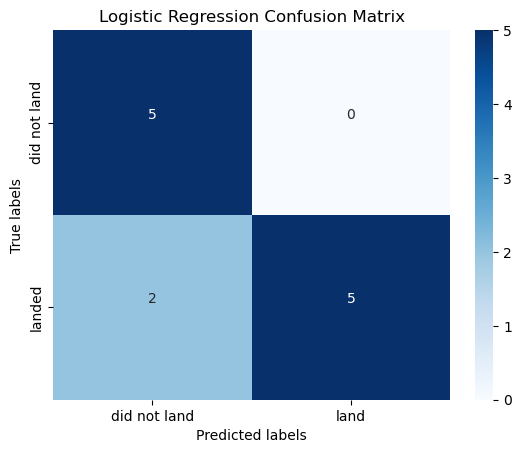 Logistic Regression Confusion Matrix
True labels
did not land
landed
5
0
2
5
did not land
land
Predicted labels
5
4
3
2
1
0